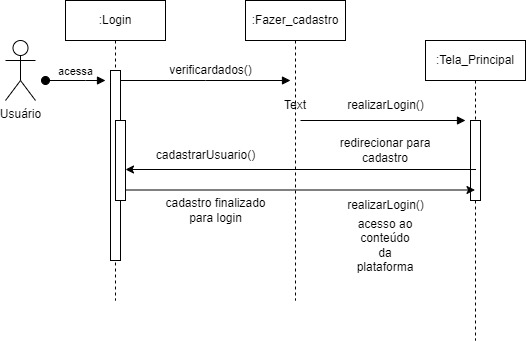 :Login
:Fazer_cadastro
:Tela_Principal
acessa
verificardados()
Usuário
Text
realizarLogin()
redirecionar para
cadastro
cadastrarUsuario()
cadastro finalizado
para login
realizarLogin()
acesso ao
conteúdo
da
plataforma